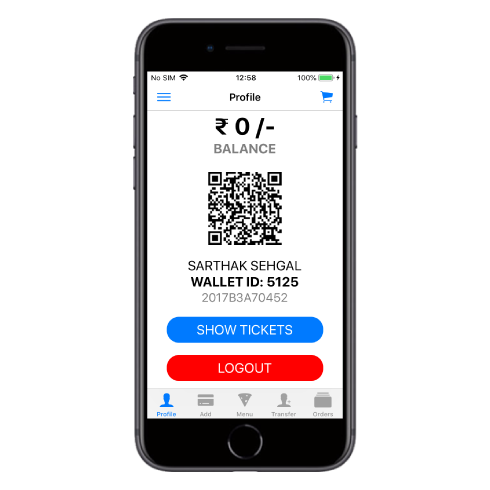 No SIM 12:58 100%
Profile
₹ 0 /-
BALANCE
SARTHAK SEHGAL
WALLET ID: 5125
2017B3A70452
SHOW TICKETS
LOGOUT
Profile Add Menu Transfer Orders